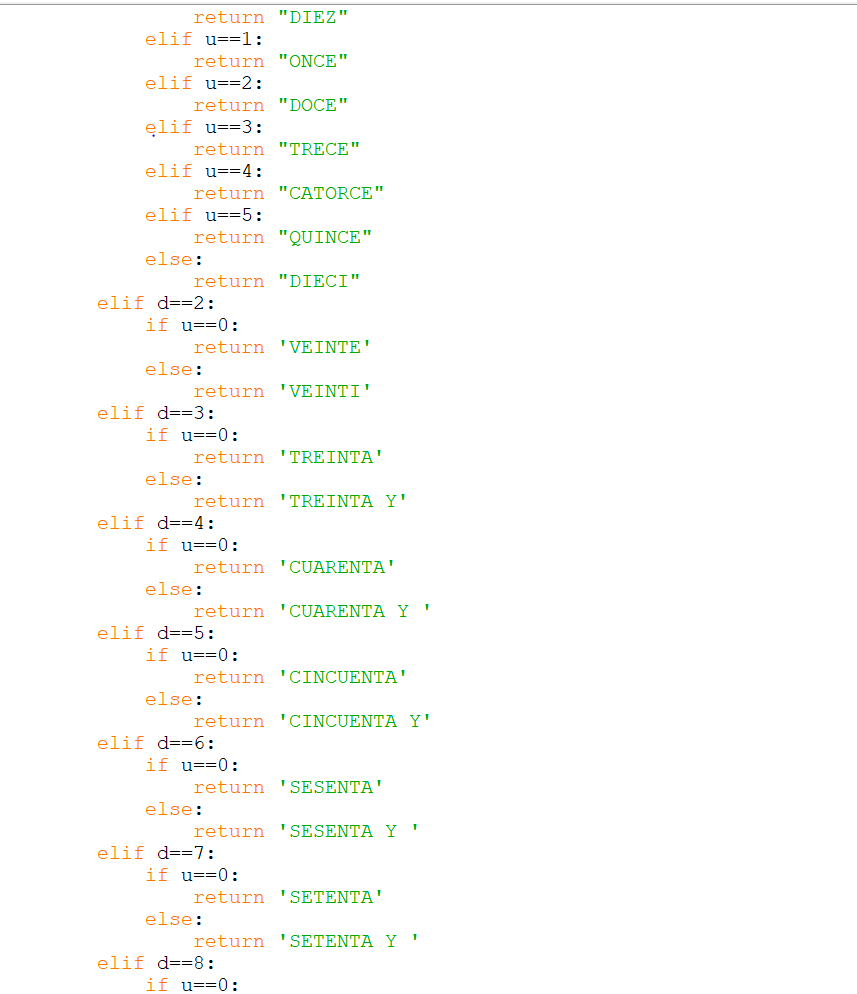 return "DIEZ"
elif u==1:
return "ONCE"
elif u==2:
return "DOCE"
elif u==3:
return "TRECE"
elif u==4:
return "CATORCE"
elif u==5:
return "QUINCE"
else:
return "DIECI"
elif d==2:
if u==0:
return 'VEINTE'
else:
return 'VEINTI'
elif d==3:
if u==0:
return 'TREINTA'
else:
return 'TREINTA Y'
elif d==4:
if u==0:
return 'CUARENTA'
else:
return 'CUARENTA Y '
elif d==5:
if u==0:
return 'CINCUENTA'
else:
return 'CINCUENTA Y'
elif d==6:
if u==0:
return 'SESENTA'
else:
return 'SESENTA Y '
elif d==7:
if u==0:
return 'SETENTA'
else:
return 'SETENTA Y '
elif d==8:
if u==0: